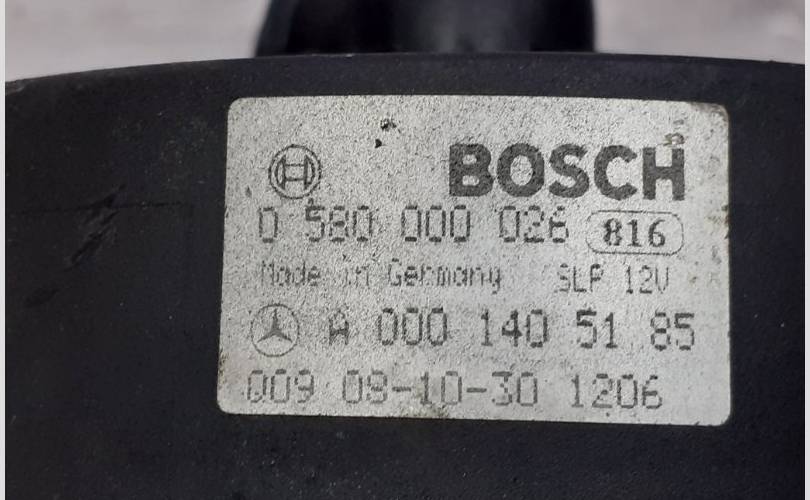 BOSCH
0 580 000 026 816
Made in Germany SLP 12V
A 000 140 51 85
009 08-10-30 1206